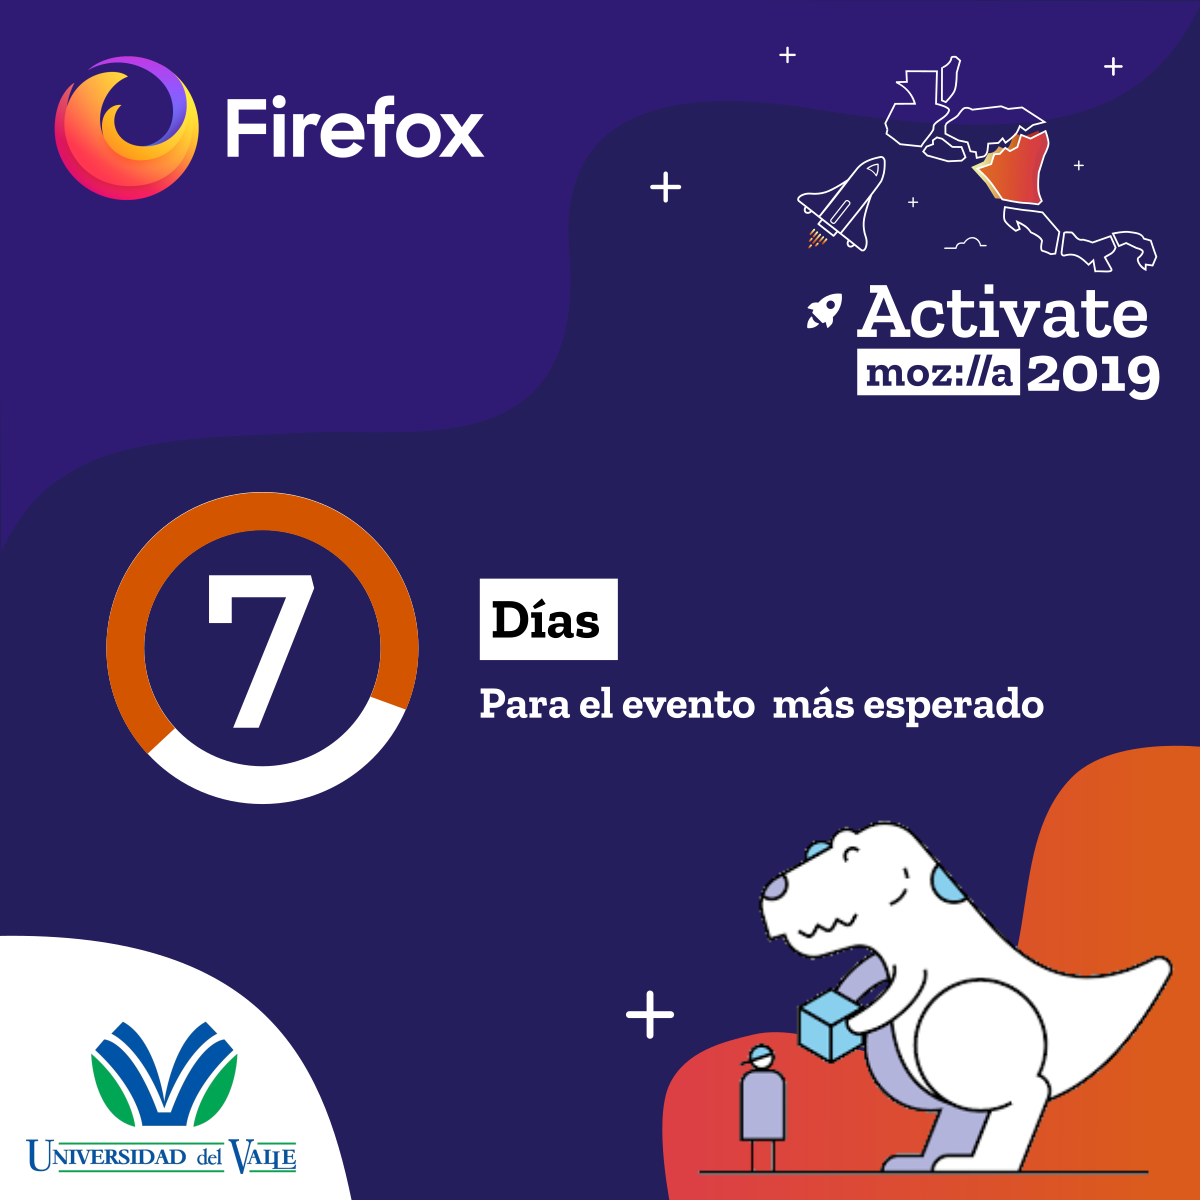 Firefox
Activate
moz://a 2019
7
Días
Para el evento más esperado
UNIVERSIDAD del VALLE